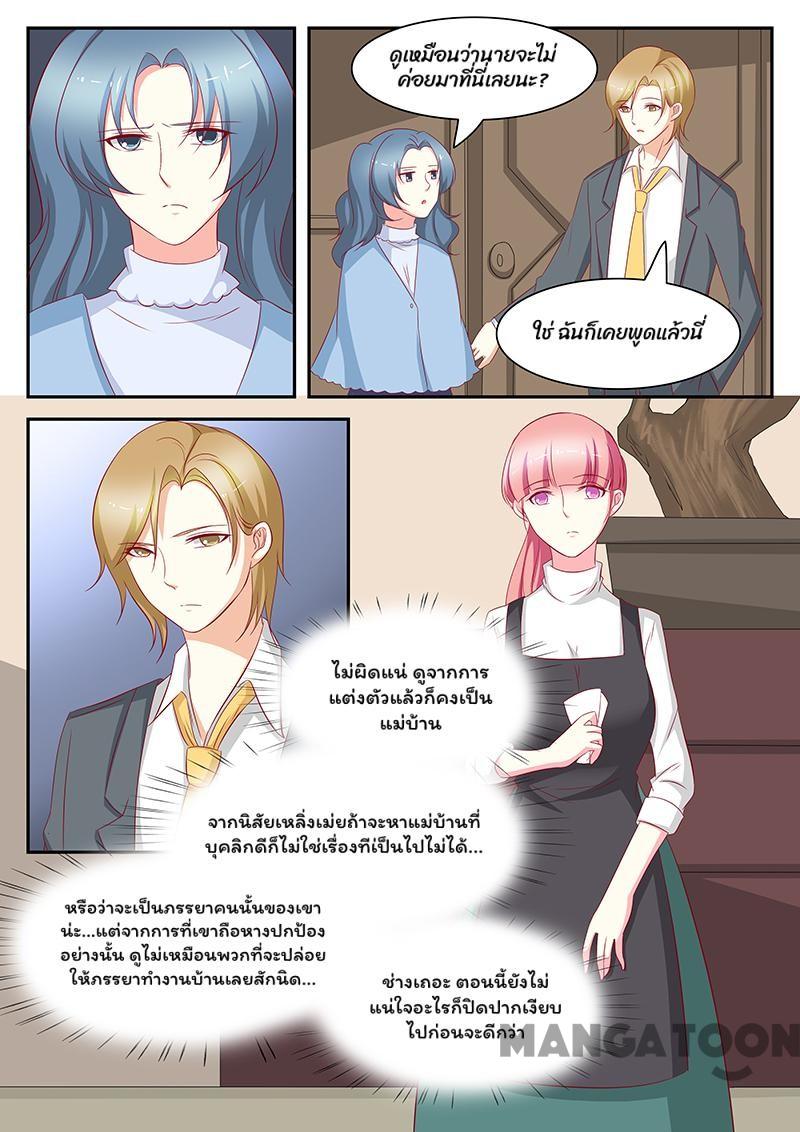 ดูเหมือนว่านายจะไม่
ค่อยมาที่นี่เลยนะ?
ใช่ ฉันก็เคยพูดแล้วนี่
ไม่ผิดแน่ ดูจากการ
แต่งตัวแล้วก็คงเป็น
แม่บ้าน
จากนิสัยเหลิ่งเม่ยถ้าจะหาแม่บ้านที่
บุคลิกดีก็ไม่ใช่เรื่องที่เป็นไปไม่ได้...
หรือว่าจะเป็นภรรยาคนนั้นของเขา
น่ะ...แต่จากการที่เขาถือหางปกป้อง
อย่างนั้น ดูไม่เหมือนพวกที่จะปล่อย
ให้ภรรยาทำงานบ้านเลยสักนิด...
ช่างเถอะ ตอนนี้ยังไม่
แน่ใจอะไรก็ปิดปากเงียบ
ไปก่อนจะดีกว่า
MANGATOON